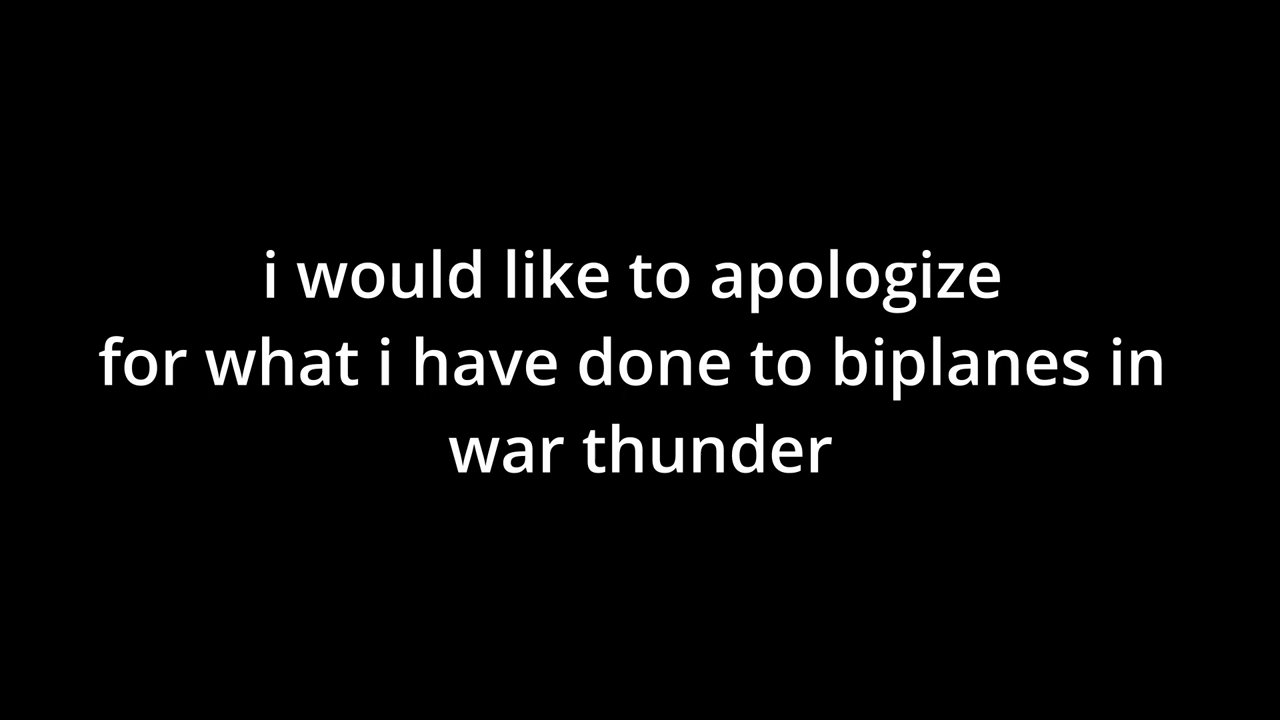 i would like to apologize
for what i have done to biplanes in
war thunder